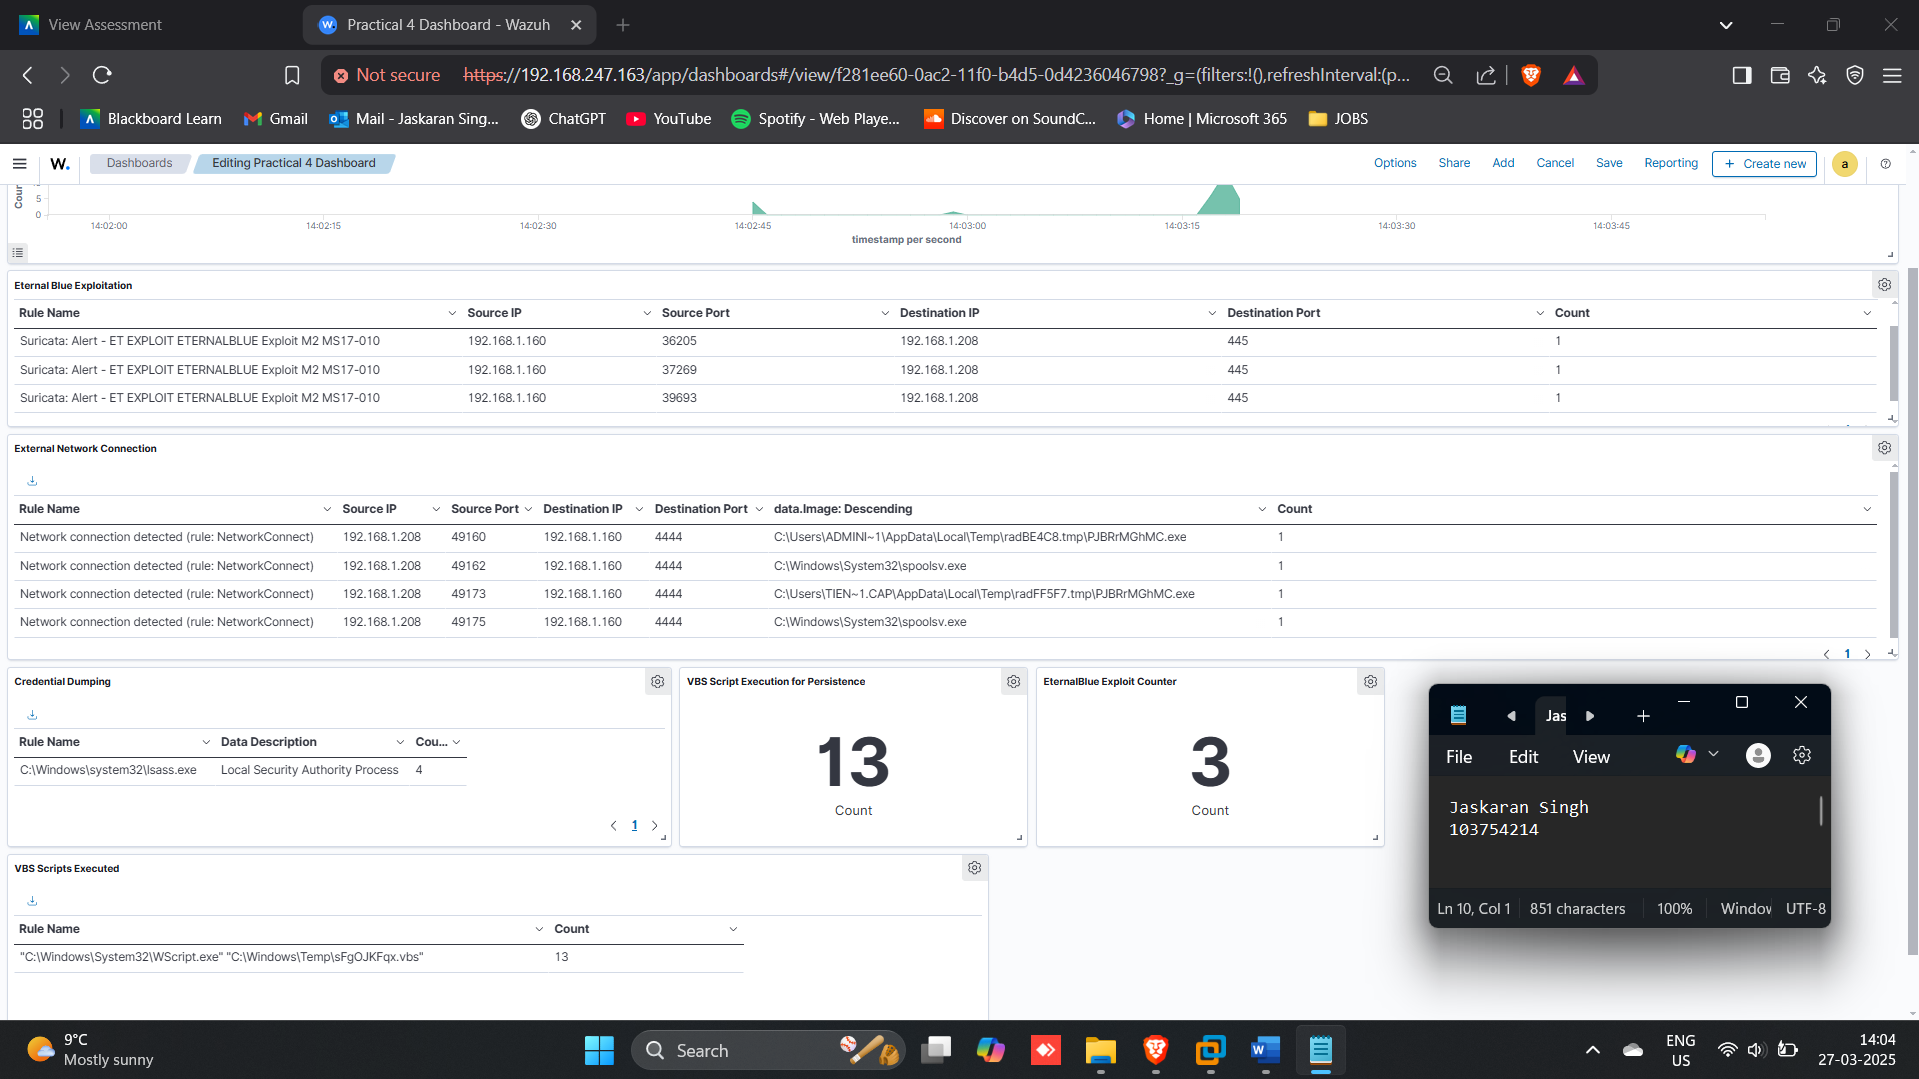 View Assessment
Practical 4 Dashboard - Wazuh
Not secure https://192.168.247.163/app/dashboards#/view/f281ee60-0ac2-11f0-b4d5-0d4236046798?_g=(filters:!(),refreshInterval:(p...
Blackboard Learn Gmail Mail - Jaskaran Sing... ChatGPT YouTube Spotify - Web Playe... Discover on SoundC... Home | Microsoft 365 JOBS
W. Dashboards Editing Practical 4 Dashboard Options Share Add Cancel Save Reporting Create new a
Coun
5
0
14:02:00 14:02:15 14:02:30 14:02:45 14:03:00 14:03:15 14:03:30 14:03:45
timestamp per second
Eternal Blue Exploitation
Rule Name Source IP Source Port Destination IP Destination Port Count
Suricata: Alert - ET EXPLOIT ETERNALBLUE Exploit M2 MS17-010 192.168.1.160 36205 192.168.1.208 445 1
Suricata: Alert - ET EXPLOIT ETERNALBLUE Exploit M2 MS17-010 192.168.1.160 37269 192.168.1.208 445 1
Suricata: Alert - ET EXPLOIT ETERNALBLUE Exploit M2 MS17-010 192.168.1.160 39693 192.168.1.208 445 1
External Network Connection
Rule Name Source IP Source Port Destination IP Destination Port data.Image: Descending Count
Network connection detected (rule: NetworkConnect) 192.168.1.208 49160 192.168.1.160 4444 C:\Users\ADMINI~1\AppData\Local\Temp\radBE4C8.tmp\PJBRrMGhMC.exe 1
Network connection detected (rule: NetworkConnect) 192.168.1.208 49162 192.168.1.160 4444 C:\Windows\System32\spoolsv.exe 1
Network connection detected (rule: NetworkConnect) 192.168.1.208 49173 192.168.1.160 4444 C:\Users\TIEN~1.CAP\AppData\Local\Temp\radFF5F7.tmp\PJBRrMGhMC.exe 1
Network connection detected (rule: NetworkConnect) 192.168.1.208 49175 192.168.1.160 4444 C:\Windows\System32\spoolsv.exe 1
1
Credential Dumping
Rule Name Data Description Cou...
C:\Windows\system32\lsass.exe Local Security Authority Process 4
1
VBS Script Execution for Persistence
13
Count
EternalBlue Exploit Counter
3
Count
Jas
File Edit View
Jaskaran Singh
103754214
Ln 10, Col 1 851 characters 100% Window UTF-8
VBS Scripts Executed
Rule Name Count
"C:\Windows\System32\WScript.exe" "C:\Windows\Temp\sFgOJKFqx.vbs" 13
9°C
Mostly sunny
Search
ENG
US
14:04
27-03-2025